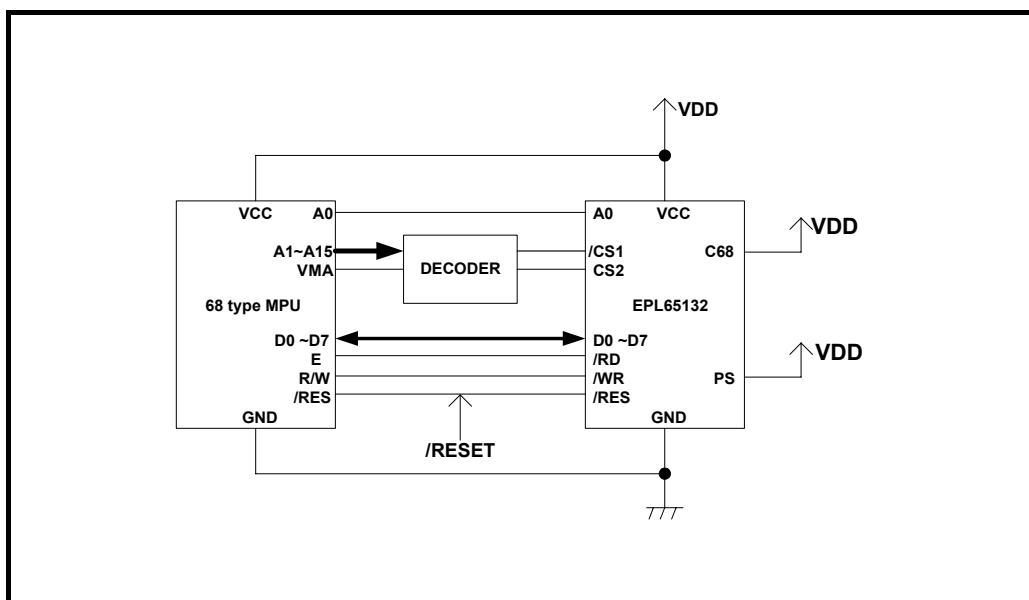 VDD
VCC A0
A0 VCC
A1~A15
VMA
DECODER
/CS1
CS2
C68
VDD
68 type MPU
EPL65132
D0 ~D7
E
R/W
/RES
D0 ~D7
/RD
/WR
/RES
PS
VDD
GND
GND
/RESET